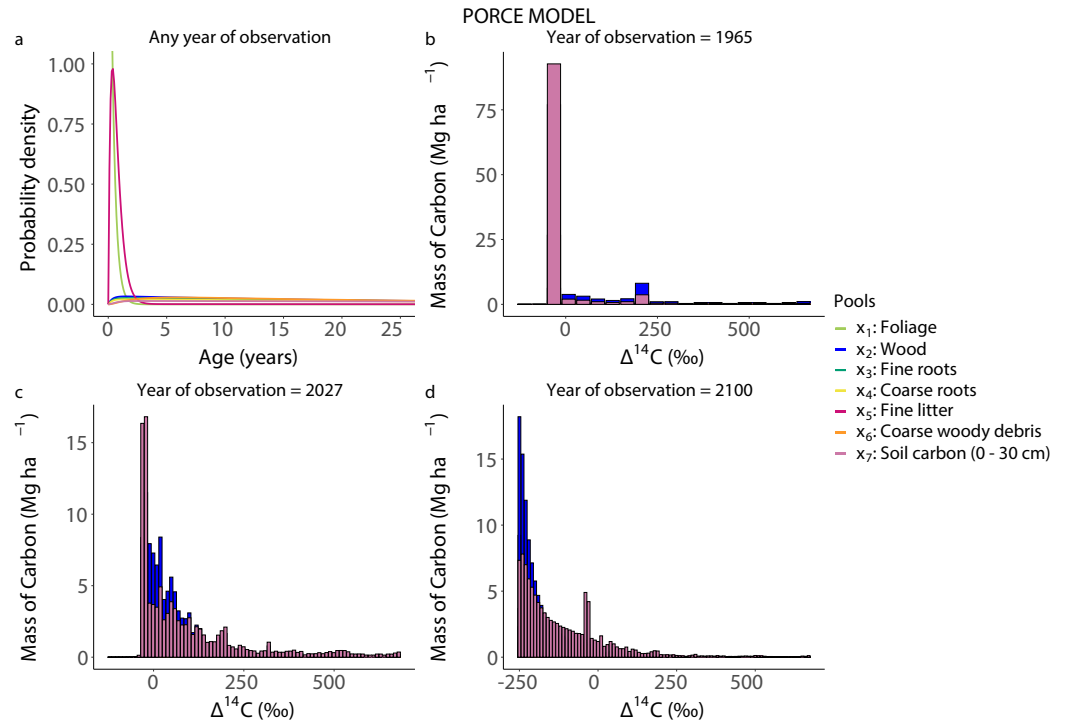 PORCE MODEL
a
Any year of observation
1.00
0.75
0.50
0.25
0.00
Probability density
0
5
10
15
20
25
Age (years)
b
Year of observation = 1965
75
50
25
0
Mass of Carbon (Mg ha⁻¹)
0
250
500
Δ¹⁴C (‰)
c
Year of observation = 2027
15
10
5
0
Mass of Carbon (Mg ha⁻¹)
0
250
500
Δ¹⁴C (‰)
d
Year of observation = 2100
15
10
5
0
Mass of Carbon (Mg ha⁻¹)
-250
0
250
500
Δ¹⁴C (‰)
Pools
x₁: Foliage
x₂: Wood
x₃: Fine roots
x₄: Coarse roots
x₅: Fine litter
x₆: Coarse woody debris
x₇: Soil carbon (0 - 30 cm)